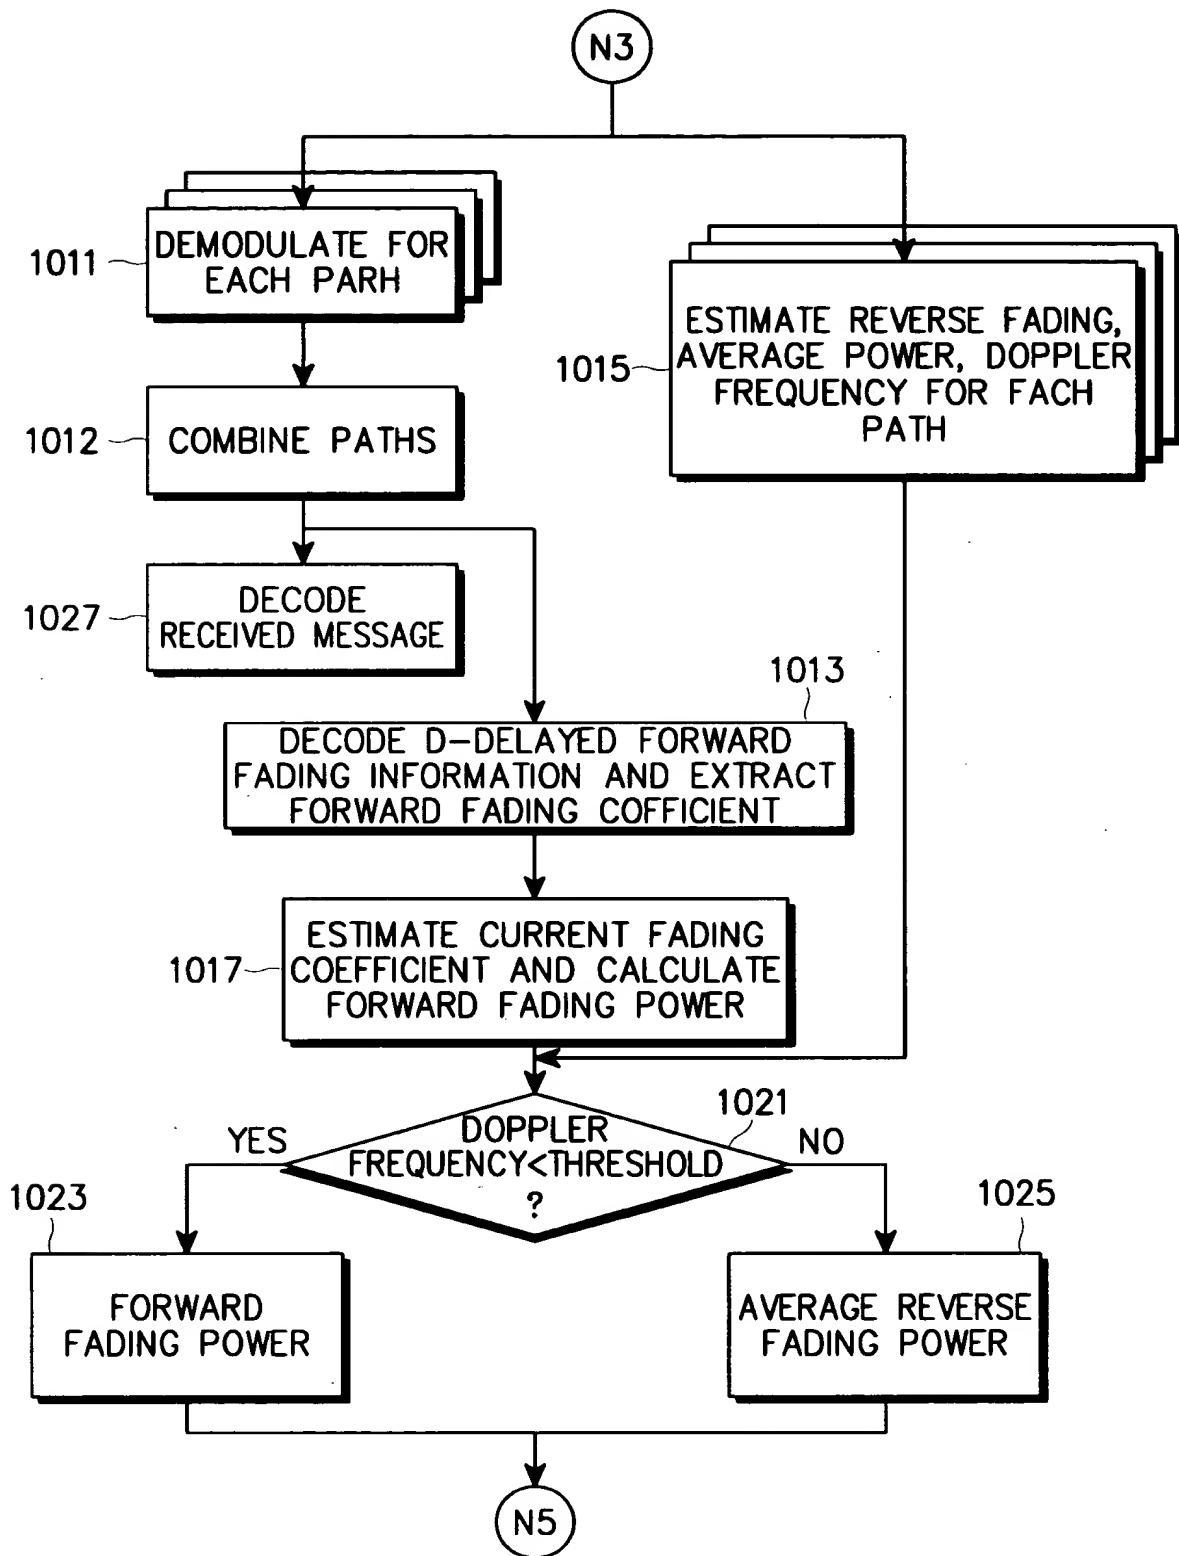 N3
1011
DEMODULATE FOR
EACH PARH
1015
ESTIMATE REVERSE FADING,
AVERAGE POWER, DOPPLER
FREQUENCY FOR FACH
PATH
1012
COMBINE PATHS
1027
DECODE
RECEIVED MESSAGE
1013
DECODE D-DELAYED FORWARD
FADING INFORMATION AND EXTRACT
FORWARD FADING COFFICIENT
1017
ESTIMATE CURRENT FADING
COEFFICIENT AND CALCULATE
FORWARD FADING POWER
1021
DOPPLER
FREQUENCY<THRESHOLD
?
YES
NO
1023
FORWARD
FADING POWER
1025
AVERAGE REVERSE
FADING POWER
N5